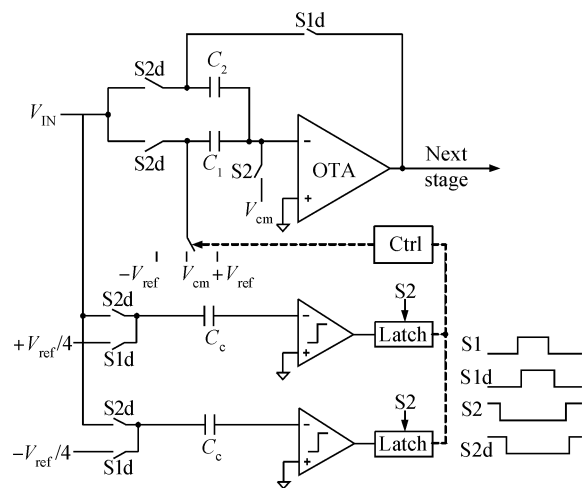 S1d
S2d
C2
VIN
S2d
C1
S2
−
OTA
+
Next
stage
Vcm
Ctrl
−Vref
Vcm
+Vref
S2d
S2
+Vref/4
S1d
Cc
−
+
Latch
S1
S1d
S2
S2d
S2d
S2
−Vref/4
S1d
Cc
−
+
Latch